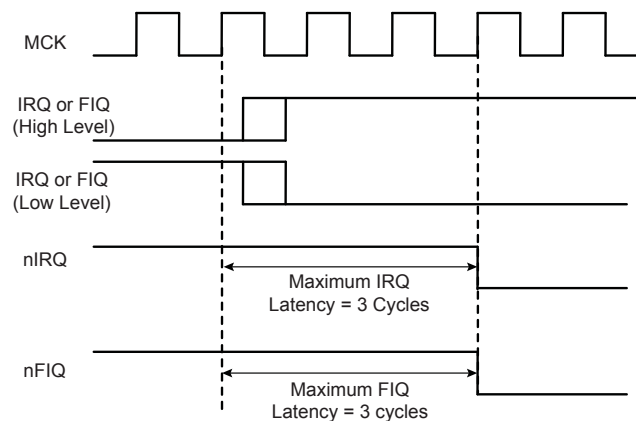 MCK
IRQ or FIQ
(High Level)
IRQ or FIQ
(Low Level)
nIRQ
Maximum IRQ
Latency = 3 Cycles
nFIQ
Maximum FIQ
Latency = 3 cycles